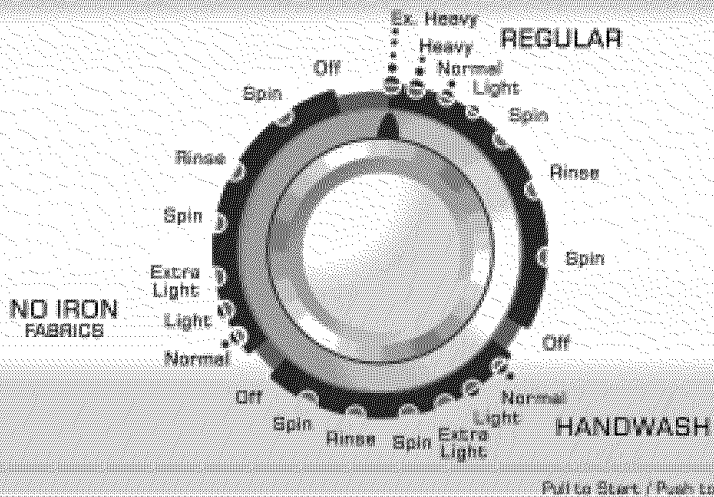 Ex. Heavy
Heavy
REGULAR
Off
Normal
Light
Spin
Spin
Rinse
Rinse
Spin
Spin
Extra
Light
NO IRON
FABRICS
Light
Normal
Off
Off
Normal
Light
Spin
Rinse
Spin
Extra
Light
HANDWASH
Pull to Start / Push to